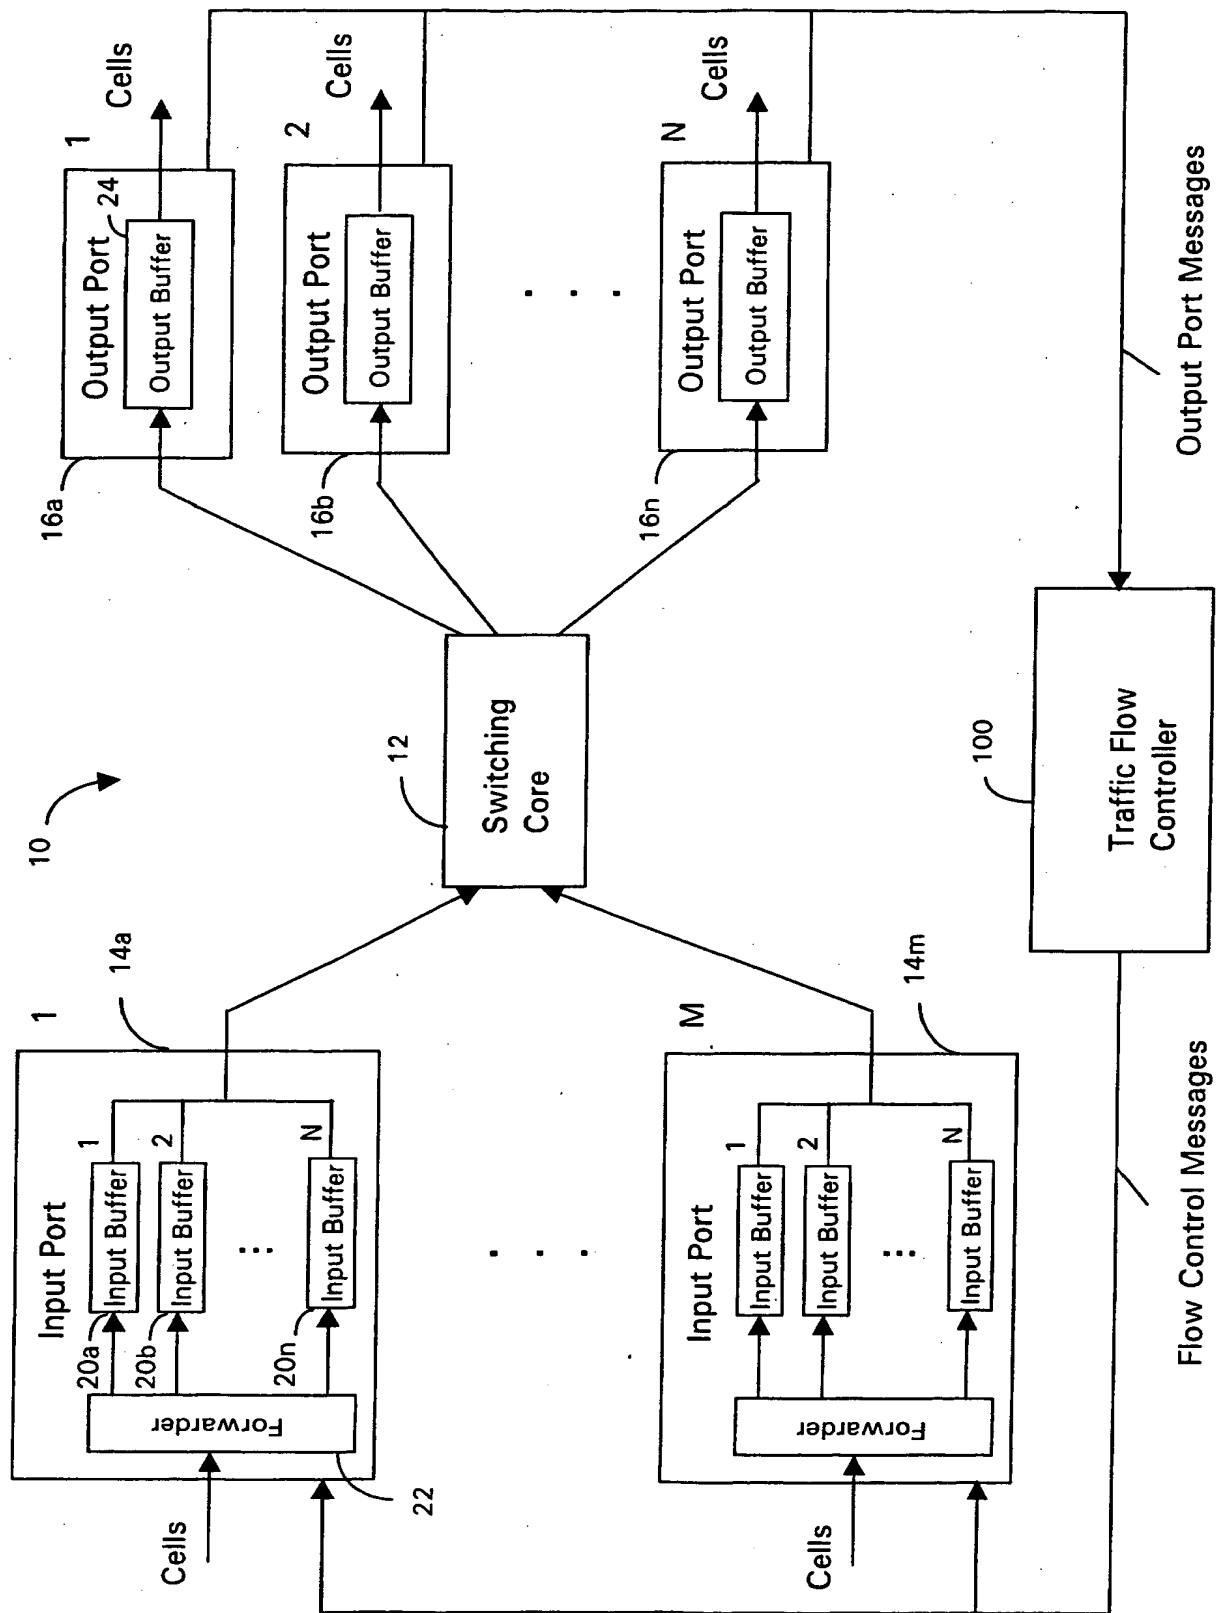 10
1
14a
Input Port
20a
Input Buffer
1
20b
Input Buffer
2
...
20n
Input Buffer
N
Forwarder
22
Cells
. . .
M
14m
Input Port
Input Buffer
1
Input Buffer
2
...
Input Buffer
N
Forwarder
Cells
12
Switching
Core
16a
Output Port
1
24
Output Buffer
Cells
16b
Output Port
2
Output Buffer
Cells
. . .
16n
Output Port
N
Output Buffer
Cells
100
Traffic Flow
Controller
Flow Control Messages
Output Port Messages